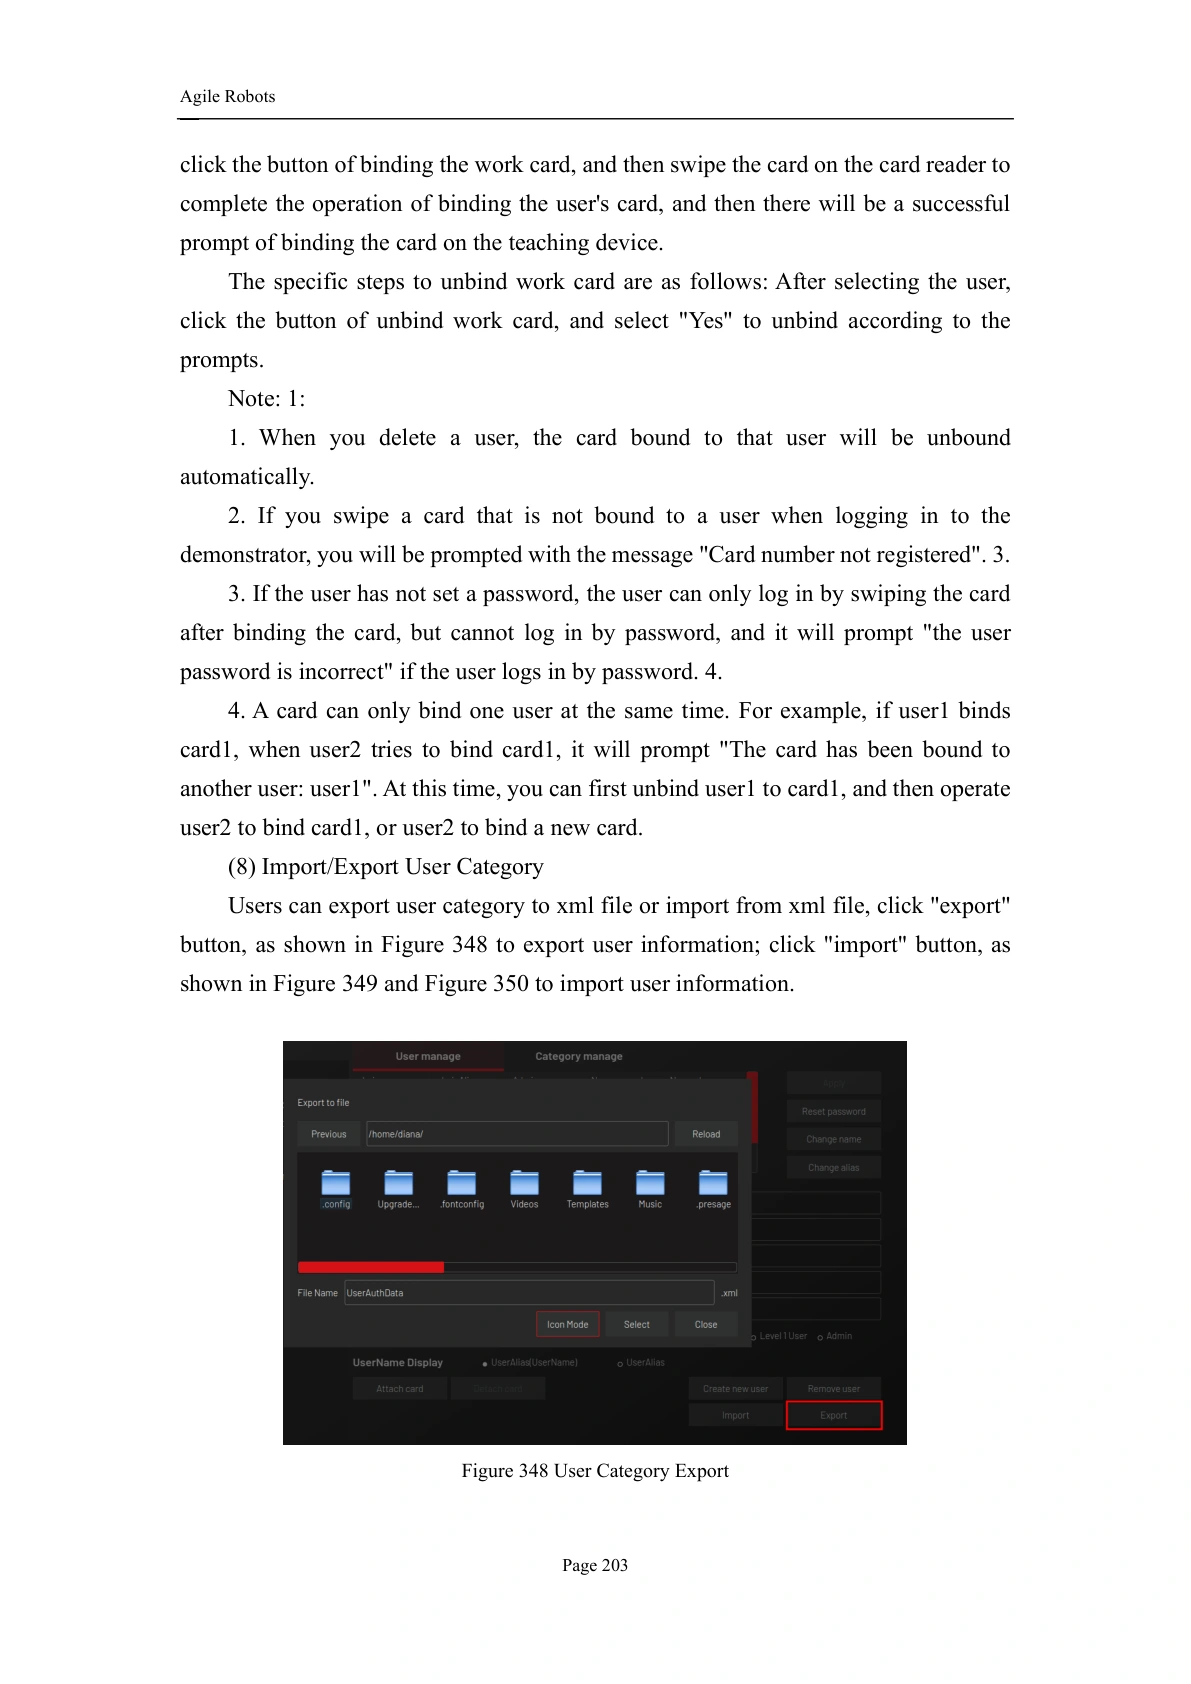 Agile Robots
click the button of binding the work card, and then swipe the card on the card reader to
complete the operation of binding the user's card, and then there will be a successful
prompt of binding the card on the teaching device.
The specific steps to unbind work card are as follows: After selecting the user,
click the button of unbind work card, and select "Yes" to unbind according to the
prompts.
Note: 1:
1. When you delete a user, the card bound to that user will be unbound
automatically.
2. If you swipe a card that is not bound to a user when logging in to the
demonstrator, you will be prompted with the message "Card number not registered". 3.
3. If the user has not set a password, the user can only log in by swiping the card
after binding the card, but cannot log in by password, and it will prompt "the user
password is incorrect" if the user logs in by password. 4.
4. A card can only bind one user at the same time. For example, if user1 binds
card1, when user2 tries to bind card1, it will prompt "The card has been bound to
another user: user1". At this time, you can first unbind user1 to card1, and then operate
user2 to bind card1, or user2 to bind a new card.
(8) Import/Export User Category
Users can export user category to xml file or import from xml file, click "export"
button, as shown in Figure 348 to export user information; click "import" button, as
shown in Figure 349 and Figure 350 to import user information.
User manage Category manage
Apply
Export to file
Reset password
Previous /home/diana/ Reload
Change name
Change alias
.config Upgrade... .fontconfig Videos Templates Music .presage
File Name UserAuthData .xml
Icon Mode Select Close
Level 1 User Admin
UserName Display UserAlias(UserName) UserAlias
Attach card Create new user Remove user
Import Export
Figure 348 User Category Export
Page 203